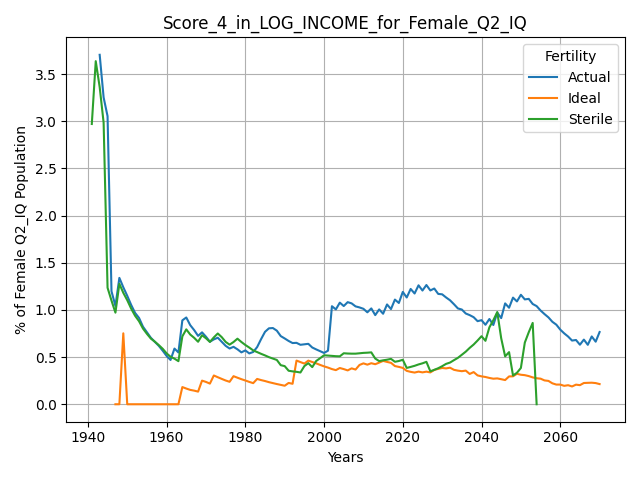 Score_4_in_LOG_INCOME_for_Female_Q2_IQ
% of Female Q2_IQ Population
3.5
3.0
2.5
2.0
1.5
1.0
0.5
0.0
Fertility
Actual
Ideal
Sterile
1940 1960 1980 2000 2020 2040 2060
Years